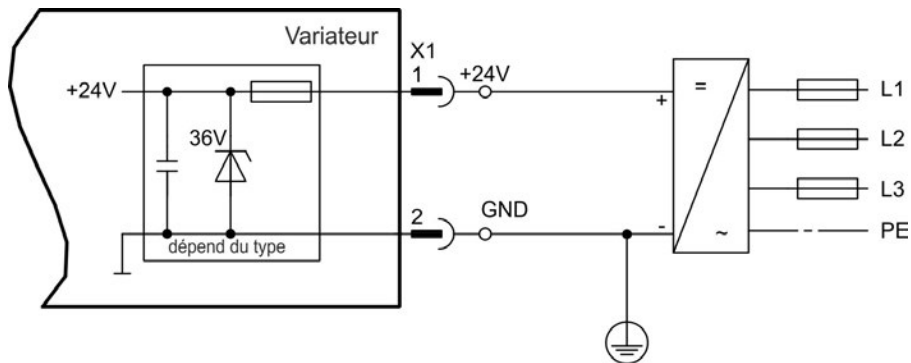 Variateur
X1
1
+24V
+24V
+
=
L1
36V
L2
L3
2
GND
-
~
PE
dépend du type